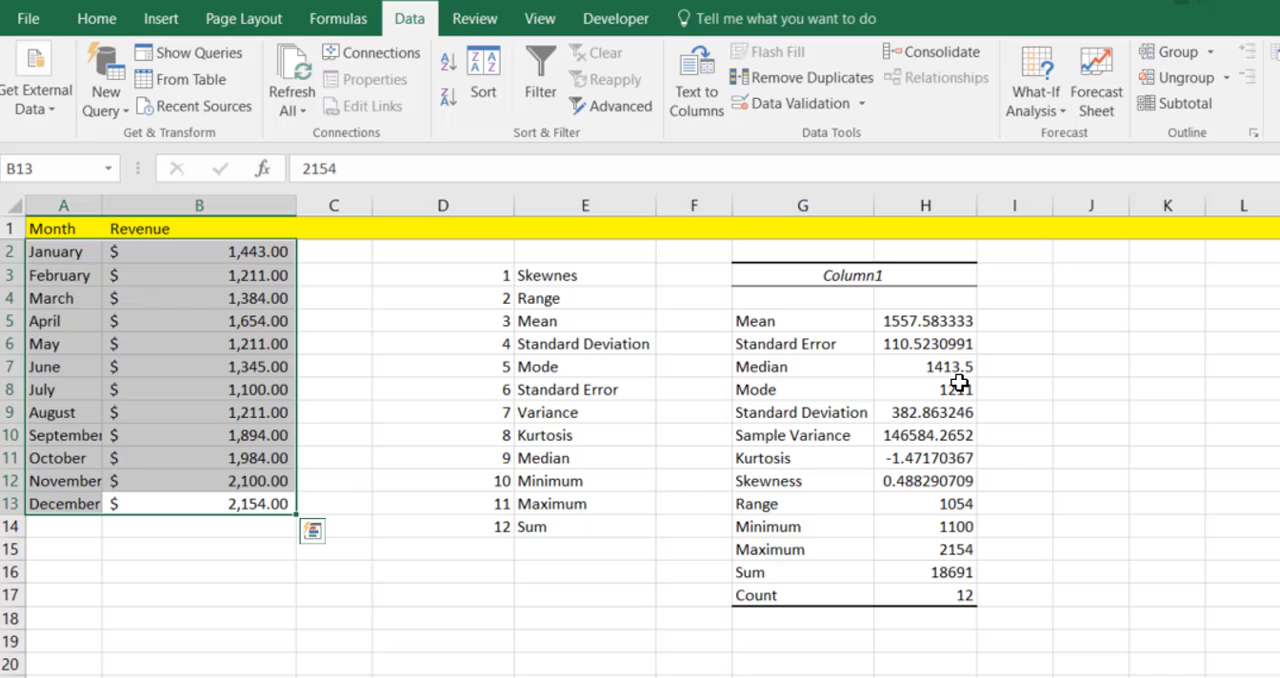 File Home Insert Page Layout Formulas Data Review View Developer Tell me what you want to do
Get External Data
New Query
Show Queries
From Table
Recent Sources
Get & Transform
Refresh All
Connections
Properties
Edit Links
Connections
Sort
Filter
Clear
Reapply
Advanced
Sort & Filter
Text to Columns
Flash Fill
Remove Duplicates
Data Validation
Consolidate
Relationships
Data Tools
What-If Analysis
Forecast Sheet
Forecast
Group
Ungroup
Subtotal
Outline
B13 fx 2154
A B C D E F G H I J K L
1 Month Revenue
2 January $ 1,443.00
3 February $ 1,211.00 1 Skewnes Column1
4 March $ 1,384.00 2 Range
5 April $ 1,654.00 3 Mean Mean 1557.583333
6 May $ 1,211.00 4 Standard Deviation Standard Error 110.5230991
7 June $ 1,345.00 5 Mode Median 1413.5
8 July $ 1,100.00 6 Standard Error Mode 1211
9 August $ 1,211.00 7 Variance Standard Deviation 382.863246
10 September $ 1,894.00 8 Kurtosis Sample Variance 146584.2652
11 October $ 1,984.00 9 Median Kurtosis -1.47170367
12 November $ 2,100.00 10 Minimum Skewness 0.488290709
13 December $ 2,154.00 11 Maximum Range 1054
14 12 Sum Minimum 1100
15 Maximum 2154
16 Sum 18691
17 Count 12
18
19
20